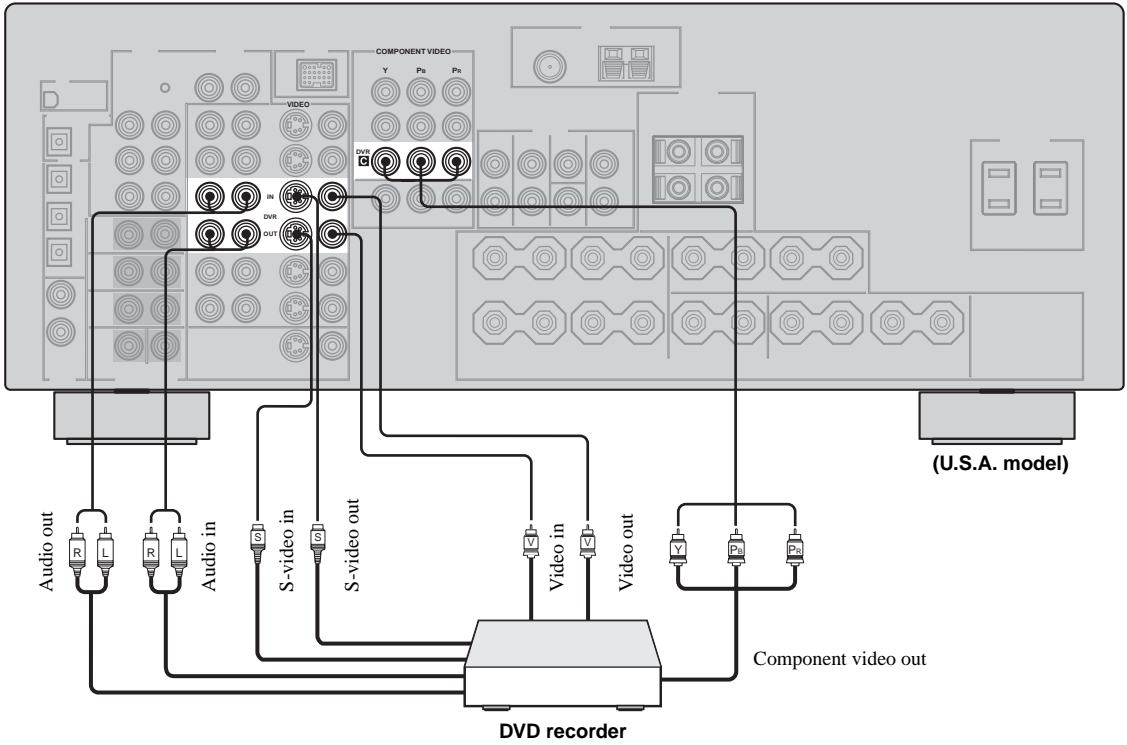 COMPONENT VIDEO
Y PB PR
VIDEO
DVR
C
IN
DVR
OUT
(U.S.A. model)
Audio out
R L
R L
Audio in
S
S-video in
S
S-video out
V
Video in
V
Video out
Y PB PR
Component video out
DVD recorder